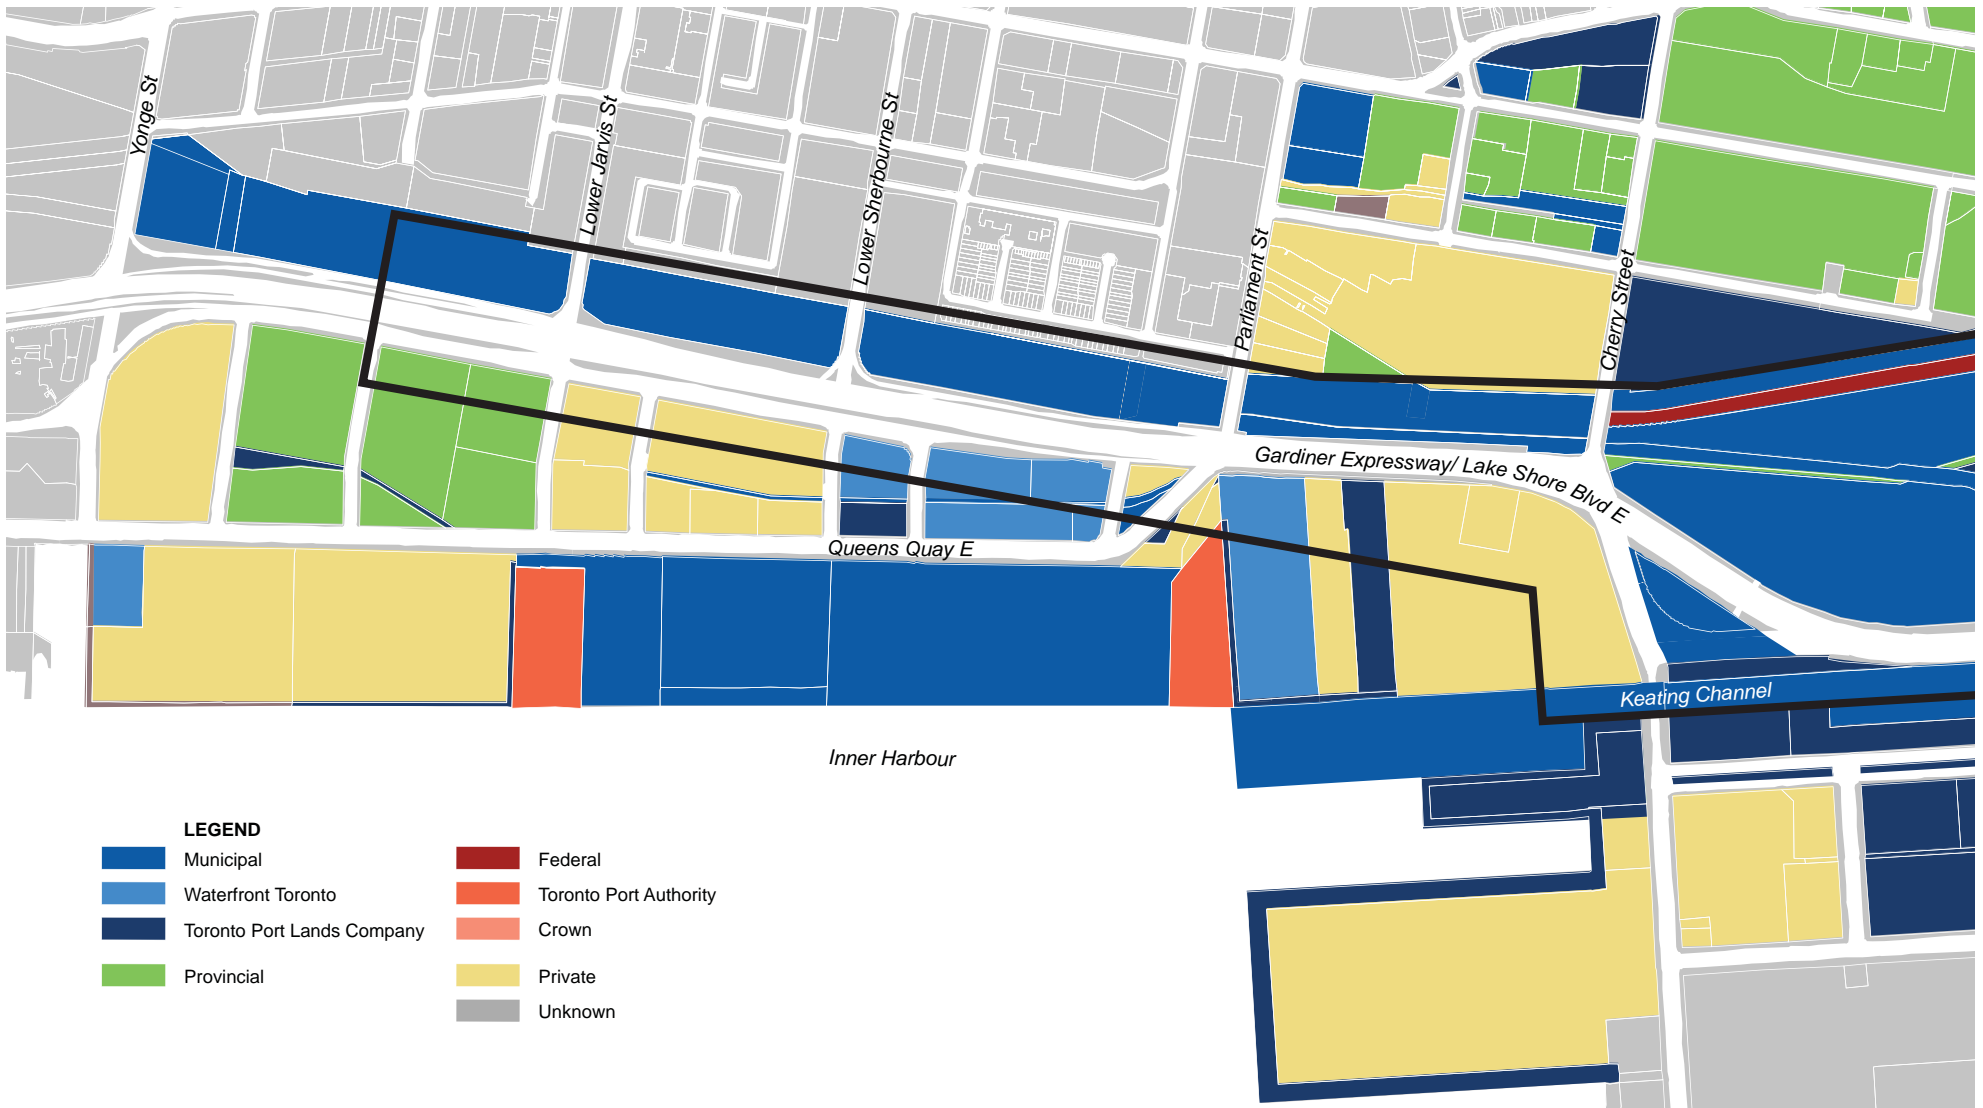 Yonge St
Lower Jarvis St
Lower Sherbourne St
Parliament St
Cherry Street
Gardiner Expressway/ Lake Shore Blvd E
Queens Quay E
Keating Channel
Inner Harbour
LEGEND
Municipal
Waterfront Toronto
Toronto Port Lands Company
Provincial
Federal
Toronto Port Authority
Crown
Private
Unknown